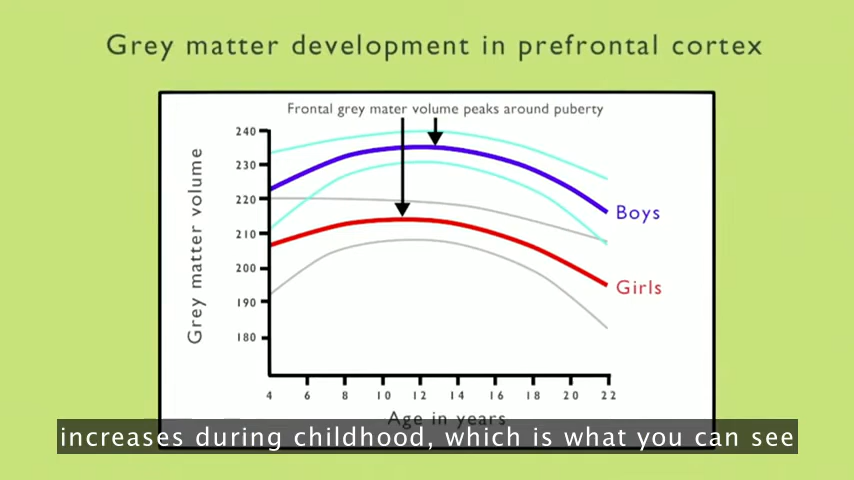 Grey matter development in prefrontal cortex
Frontal grey mater volume peaks around puberty
Grey matter volume
240
230
220
210
200
190
180
Boys
Girls
4 6 8 10 12 14 16 18 20 22
Age in years
increases during childhood, which is what you can see